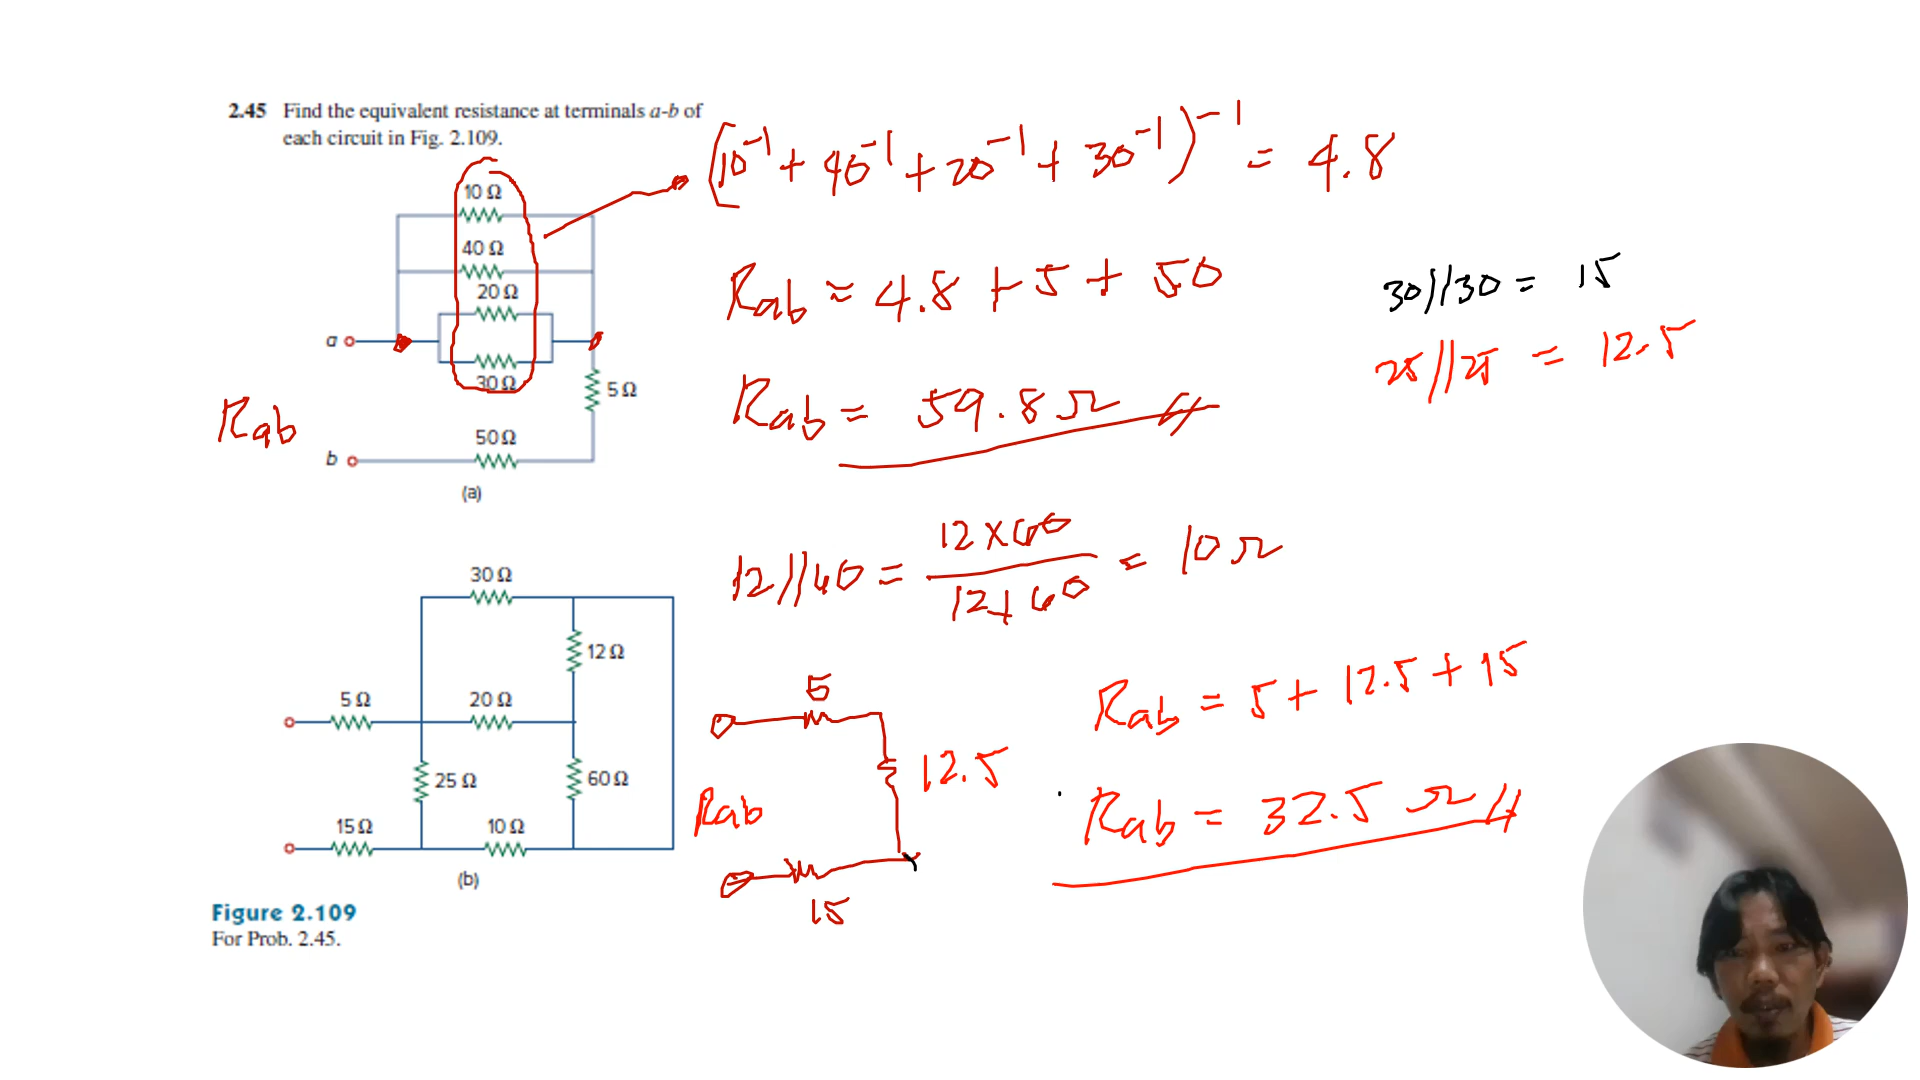 2.45 Find the equivalent resistance at terminals a-b of
each circuit in Fig. 2.109.
10 Ω
40 Ω
20 Ω
a
30 Ω
5 Ω
50 Ω
b
(a)
Rab
(10⁻¹ + 40⁻¹ + 20⁻¹ + 30⁻¹)⁻¹ = 4.8
Rab ≈ 4.8 + 5 + 50
Rab = 59.8 Ω
30//30 = 15
25//25 = 12.5
30 Ω
12 Ω
5 Ω
20 Ω
25 Ω
60 Ω
15 Ω
10 Ω
(b)
12//60 = 12 x 60 / 12 + 60 = 10 Ω
5
12.5
Rab
15
Rab = 5 + 12.5 + 15
Rab = 32.5 Ω
Figure 2.109
For Prob. 2.45.